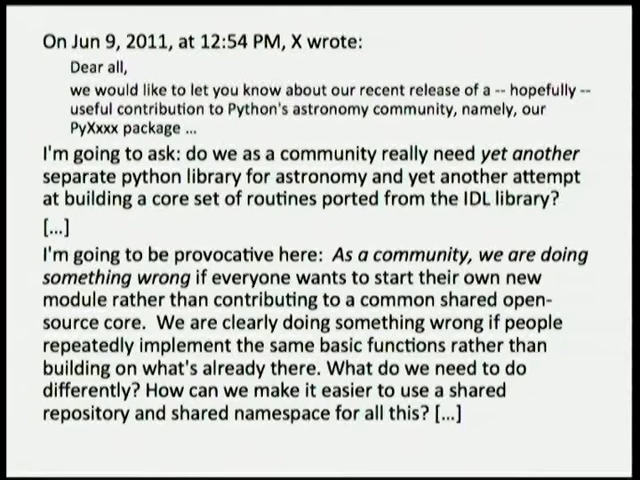 On Jun 9, 2011, at 12:54 PM, X wrote:
Dear all,
we would like to let you know about our recent release of a -- hopefully --
useful contribution to Python's astronomy community, namely, our
PyXxxx package ...
I'm going to ask: do we as a community really need yet another
separate python library for astronomy and yet another attempt
at building a core set of routines ported from the IDL library?
[...]
I'm going to be provocative here:  As a community, we are doing
something wrong if everyone wants to start their own new
module rather than contributing to a common shared open-
source core.  We are clearly doing something wrong if people
repeatedly implement the same basic functions rather than
building on what's already there. What do we need to do
differently? How can we make it easier to use a shared
repository and shared namespace for all this? [...]